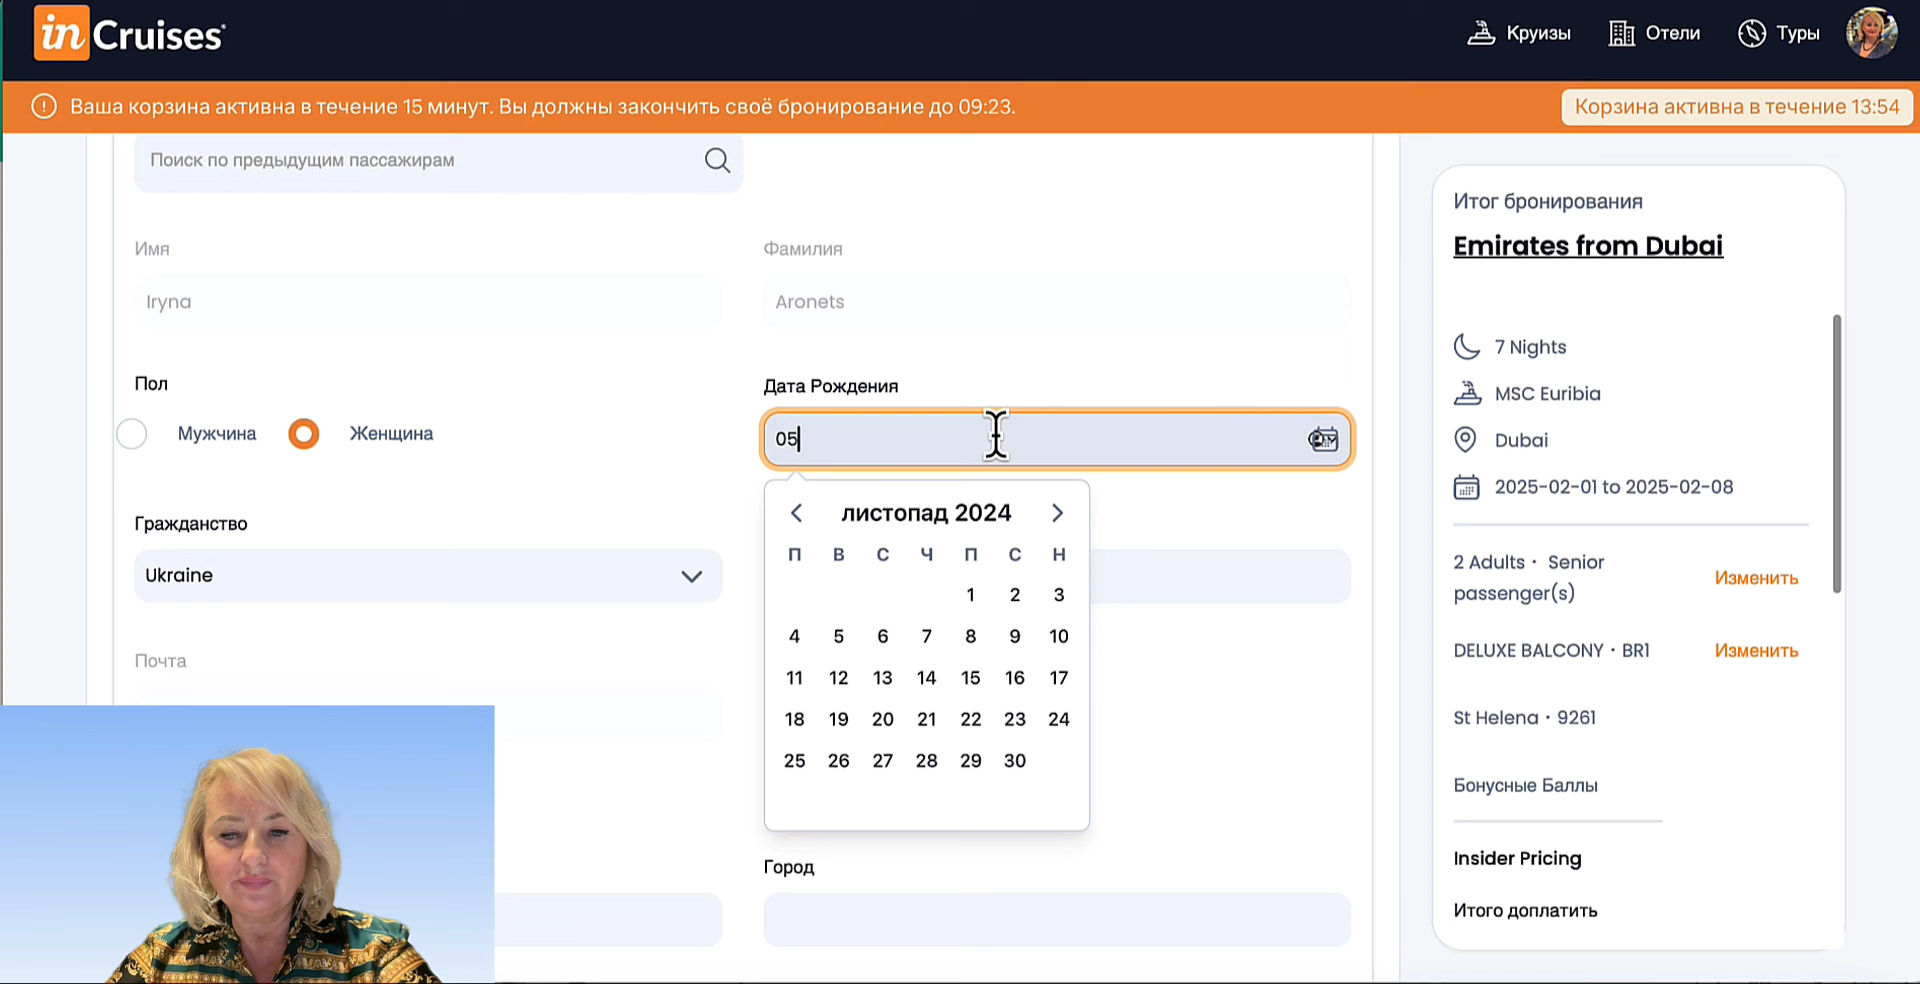 inCruises
Круизы
Отели
Туры
Ваша корзина активна в течение 15 минут. Вы должны закончить своё бронирование до 09:23.
Корзина активна в течение 13:54
Поиск по предыдущим пассажирам
Имя
Фамилия
Iryna
Aronets
Пол
Дата Рождения
Мужчина
Женщина
05
листопад 2024
П В С Ч П С Н
1 2 3
4 5 6 7 8 9 10
11 12 13 14 15 16 17
18 19 20 21 22 23 24
25 26 27 28 29 30
Гражданство
Ukraine
Почта
Город
Итог бронирования
Emirates from Dubai
7 Nights
MSC Euribia
Dubai
2025-02-01 to 2025-02-08
2 Adults · Senior
passenger(s)
Изменить
DELUXE BALCONY · BR1
Изменить
St Helena · 9261
Бонусные Баллы
Insider Pricing
Итого доплатить